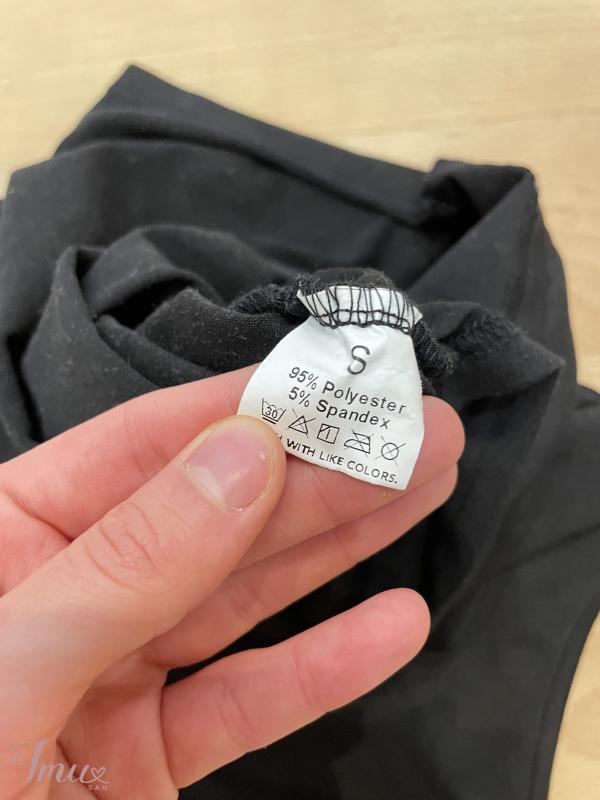 S
95% Polyester
5% Spandex
30
WITH LIKE COLORS.
Imu
SAU